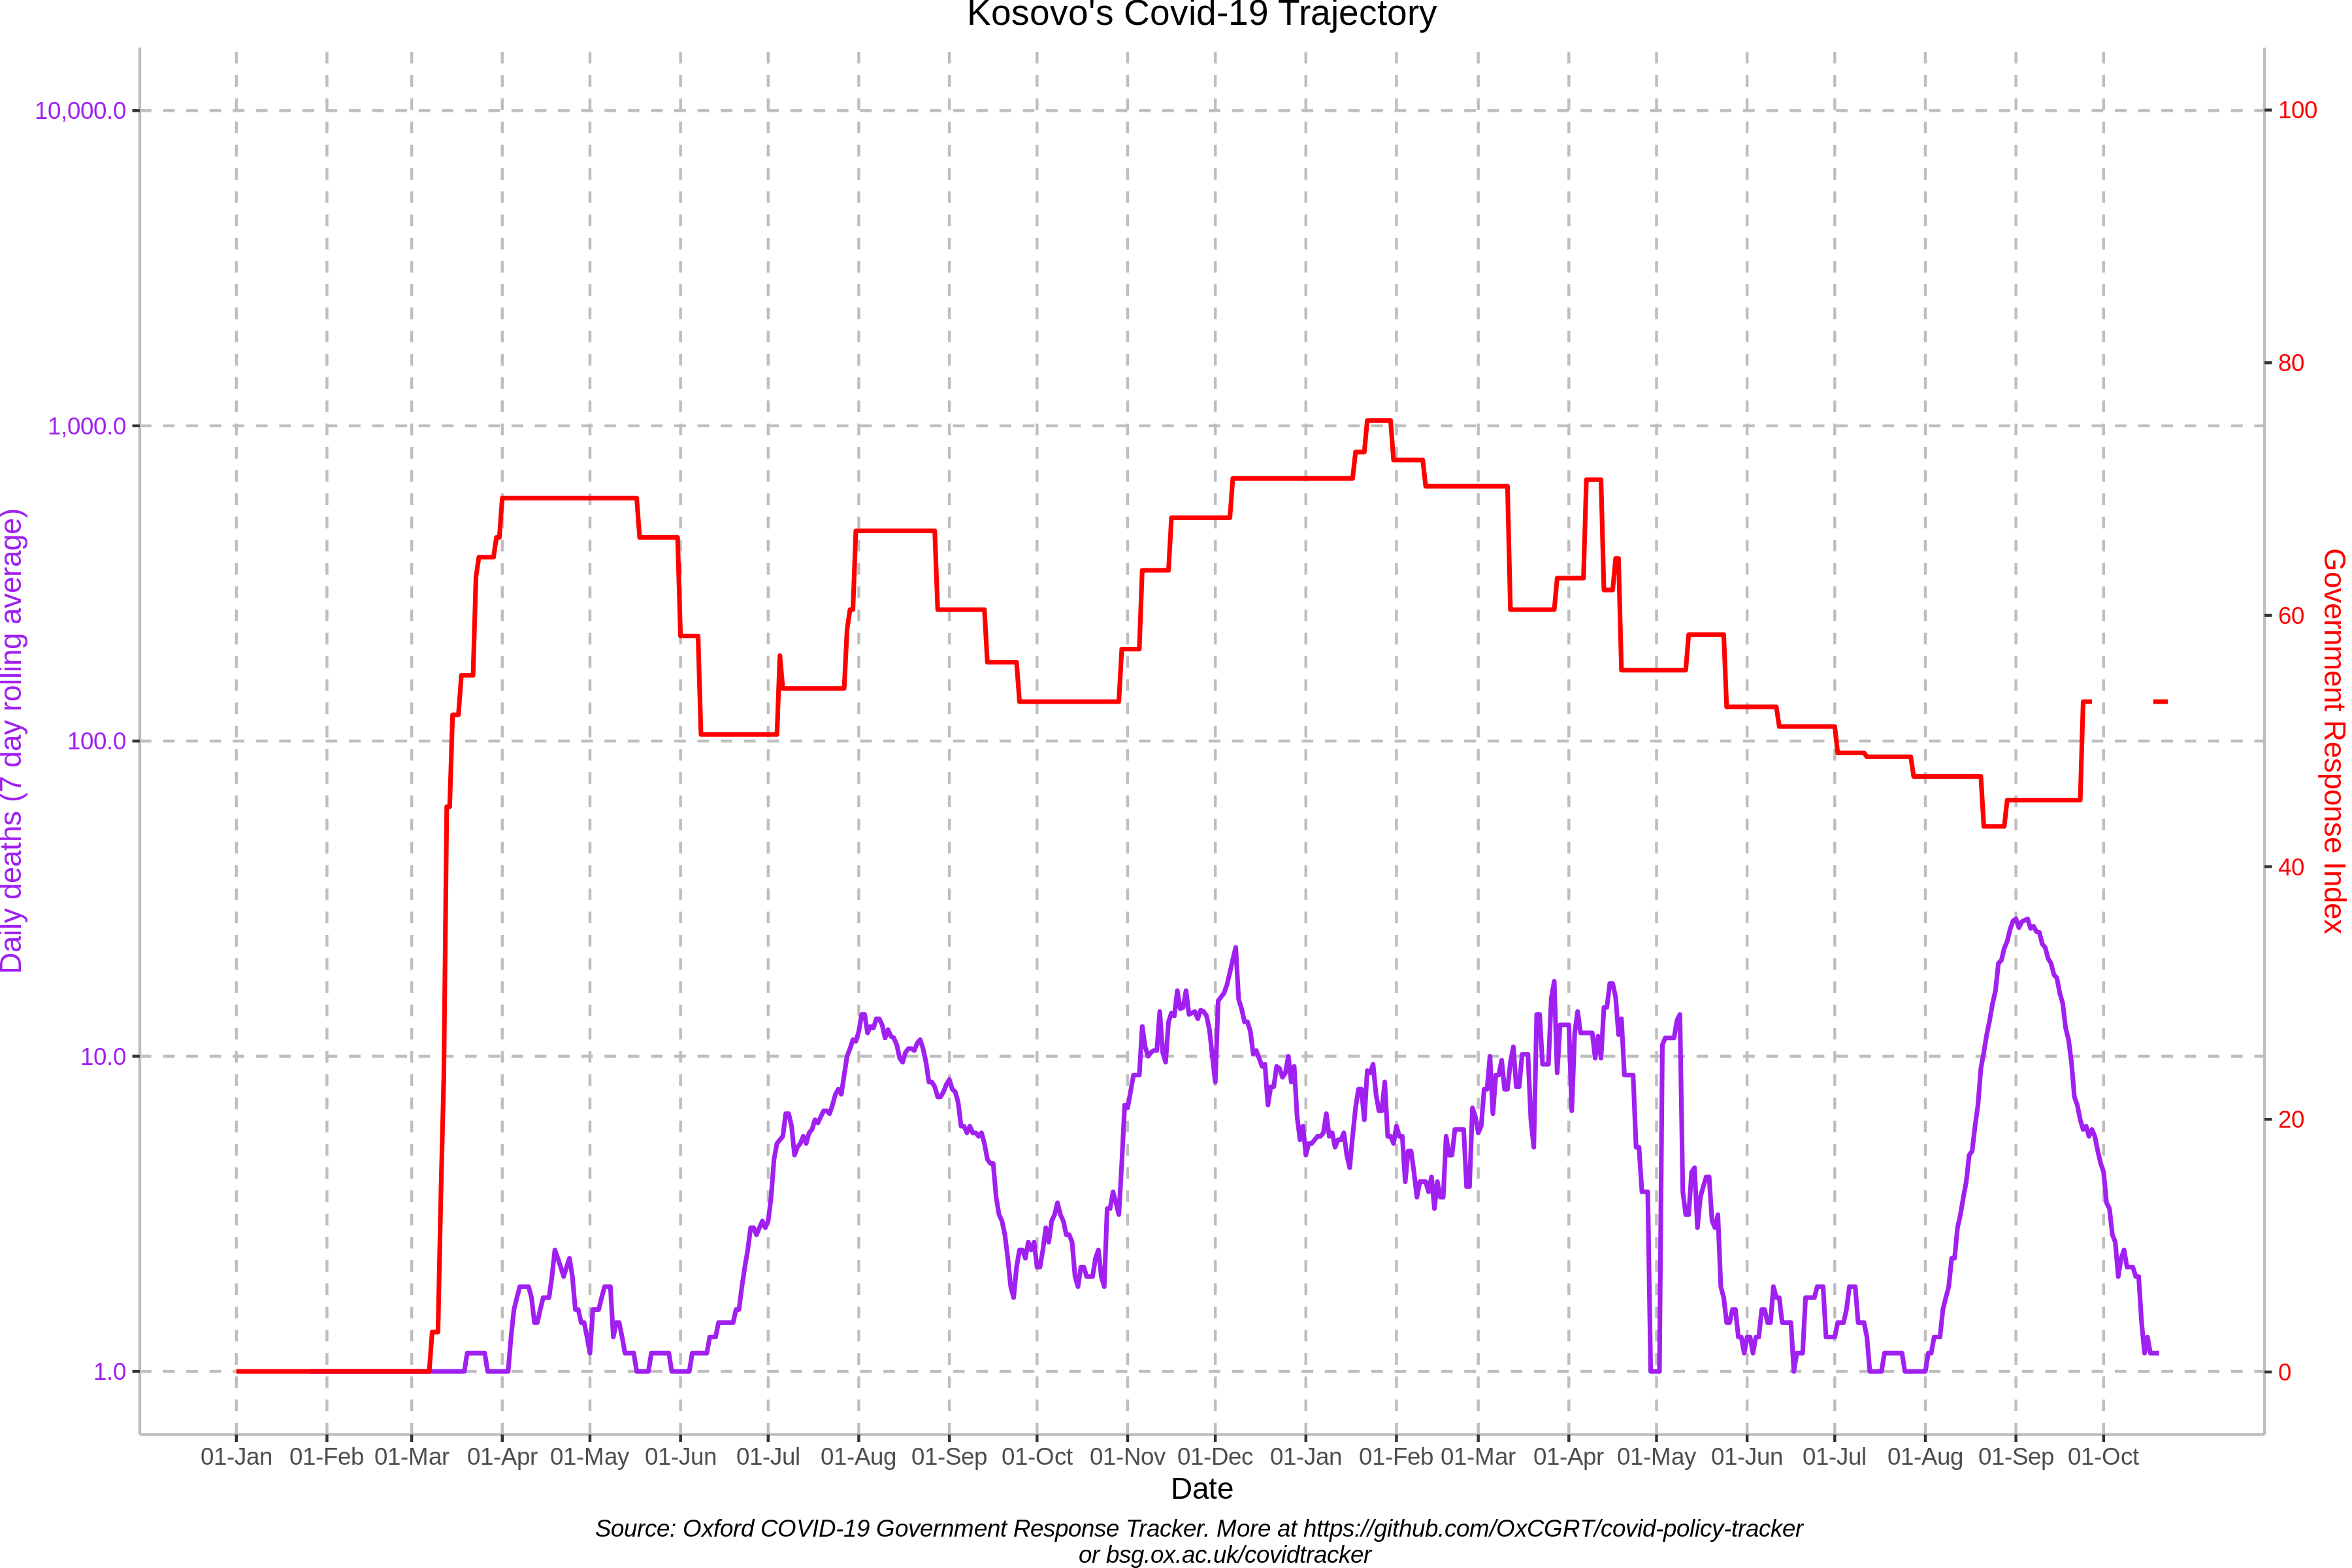 Kosovo's Covid-19 Trajectory
10,000.0
1,000.0
100.0
10.0
1.0
Daily deaths (7 day rolling average)
100
80
60
40
20
0
Government Response Index
01-Jan 01-Feb 01-Mar 01-Apr 01-May 01-Jun 01-Jul 01-Aug 01-Sep 01-Oct 01-Nov 01-Dec 01-Jan 01-Feb 01-Mar 01-Apr 01-May 01-Jun 01-Jul 01-Aug 01-Sep 01-Oct
Date
Source: Oxford COVID-19 Government Response Tracker. More at https://github.com/OxCGRT/covid-policy-tracker
or bsg.ox.ac.uk/covidtracker